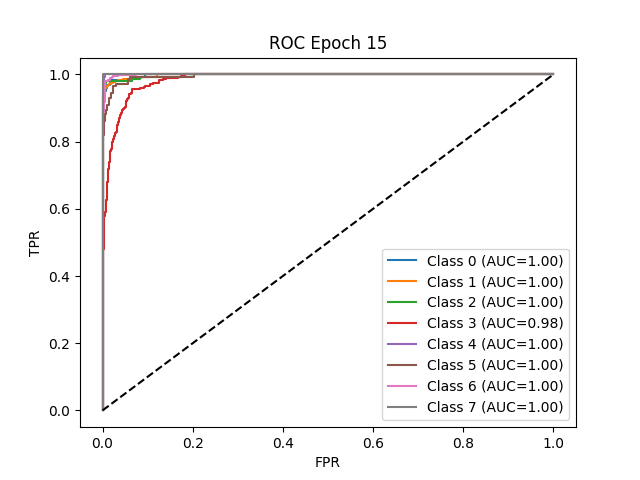 ROC Epoch 15
1.0
0.8
0.6
0.4
0.2
0.0
TPR
0.0 0.2 0.4 0.6 0.8 1.0
FPR
Class 0 (AUC=1.00)
Class 1 (AUC=1.00)
Class 2 (AUC=1.00)
Class 3 (AUC=0.98)
Class 4 (AUC=1.00)
Class 5 (AUC=1.00)
Class 6 (AUC=1.00)
Class 7 (AUC=1.00)